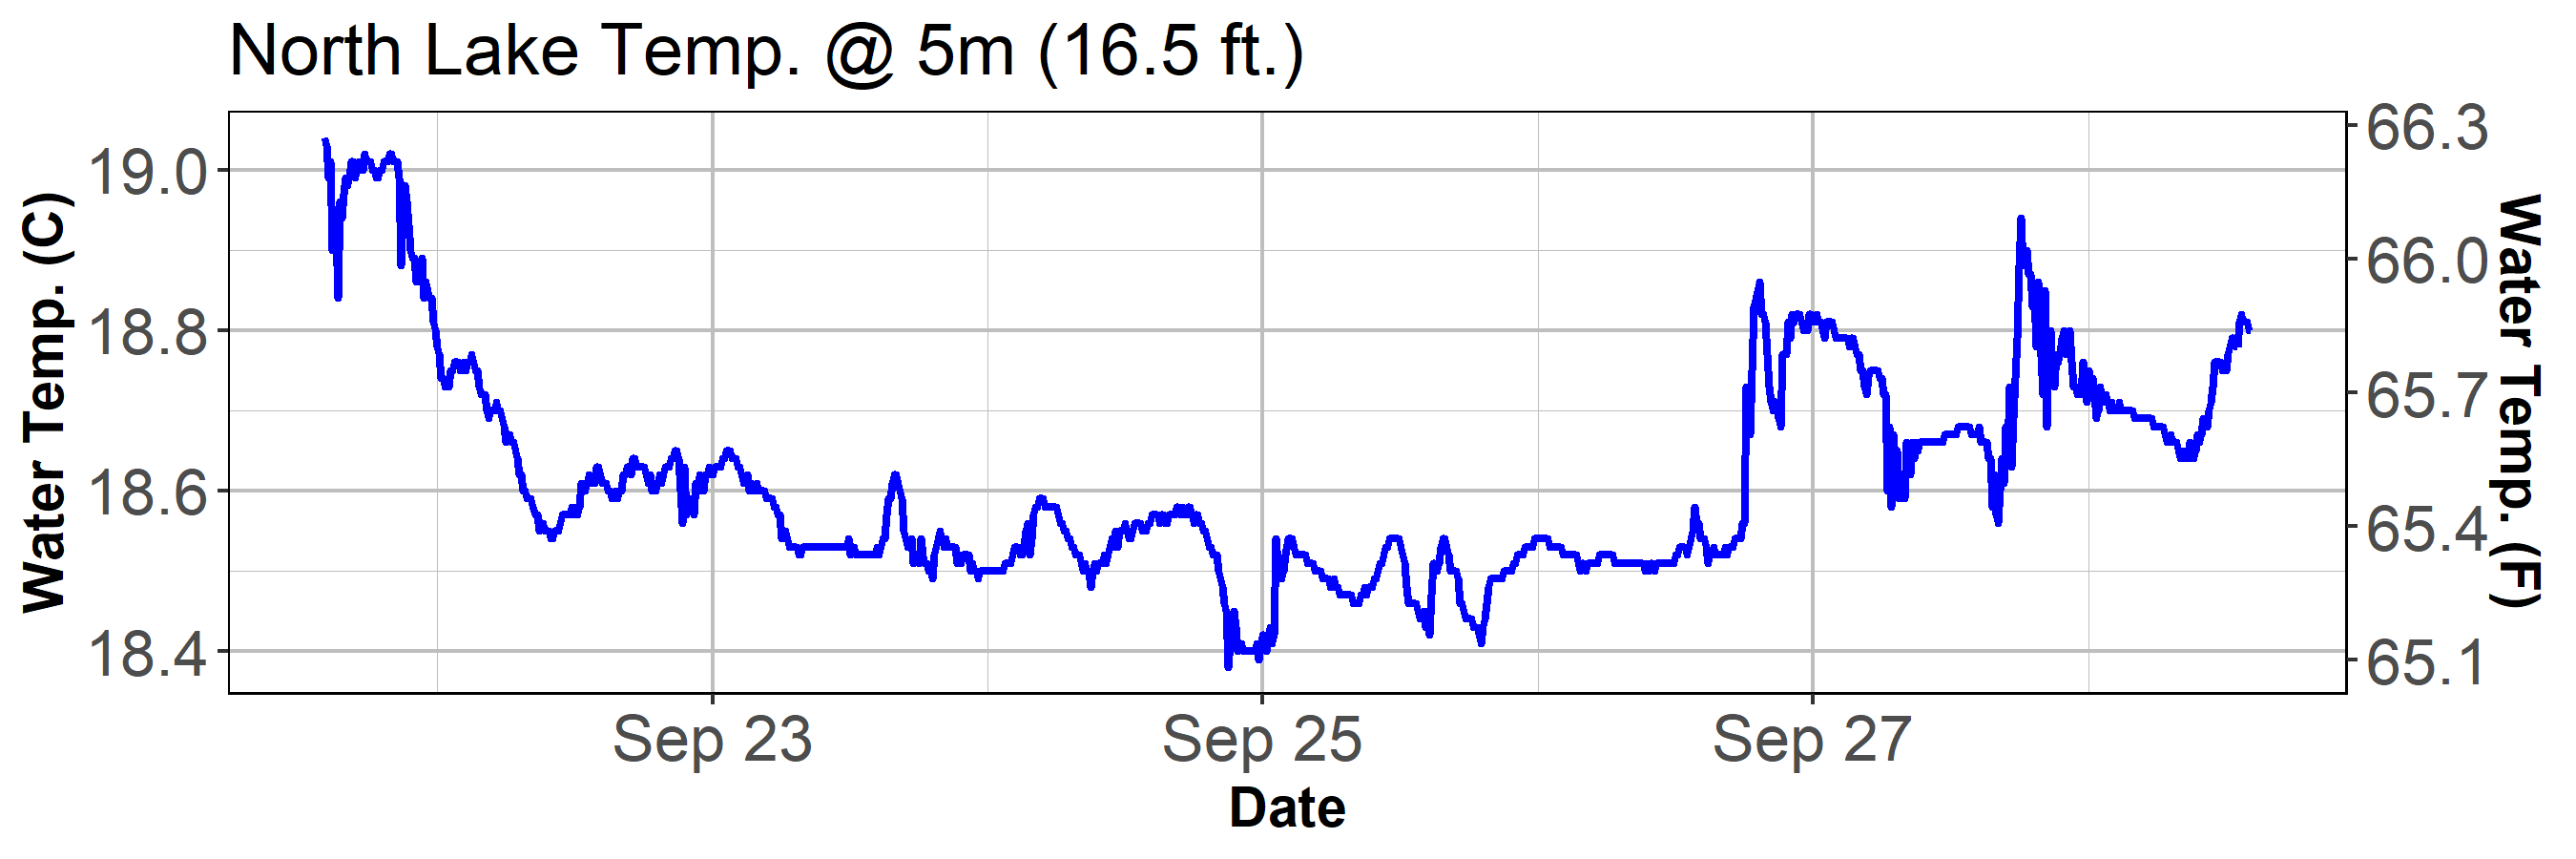 North Lake Temp. @ 5m (16.5 ft.)
Water Temp. (C)
19.0
18.8
18.6
18.4
66.3
66.0
65.7
65.4
65.1
Water Temp. (F)
Sep 23 Sep 25 Sep 27
Date